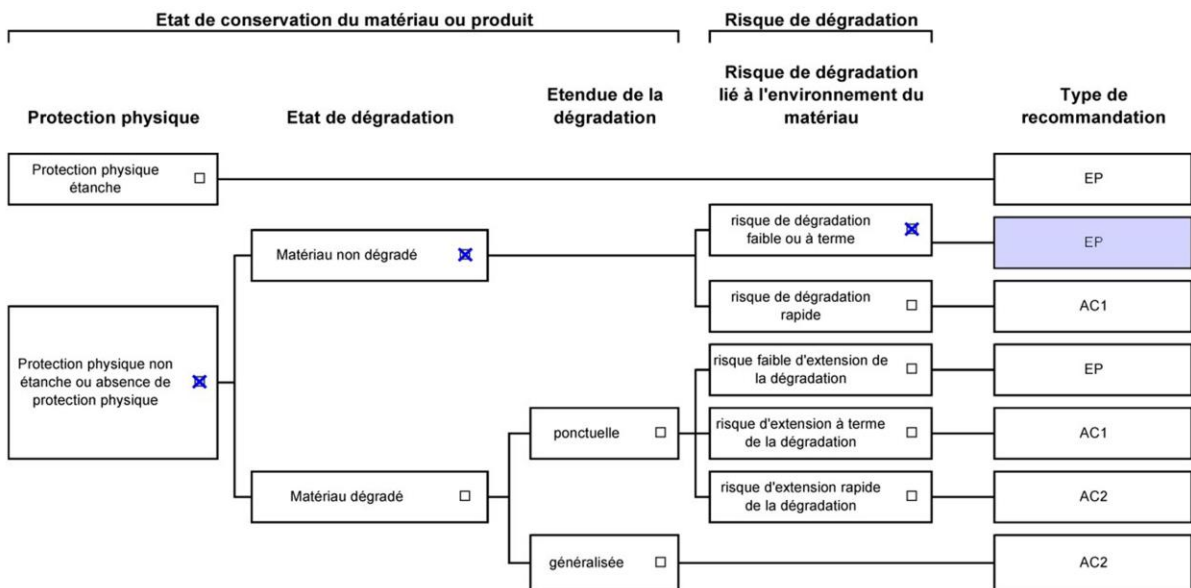 Etat de conservation du matériau ou produit
Risque de dégradation
Protection physique
Etat de dégradation
Etendue de la
dégradation
Risque de dégradation
lié à l'environnement du
matériau
Type de
recommandation
Protection physique
étanche
EP
risque de dégradation
faible ou à terme
EP
Matériau non dégradé
risque de dégradation
rapide
AC1
Protection physique non
étanche ou absence de
protection physique
risque faible d'extension de
la dégradation
EP
ponctuelle
risque d'extension à terme
de la dégradation
AC1
Matériau dégradé
risque d'extension rapide
de la dégradation
AC2
généralisée
AC2